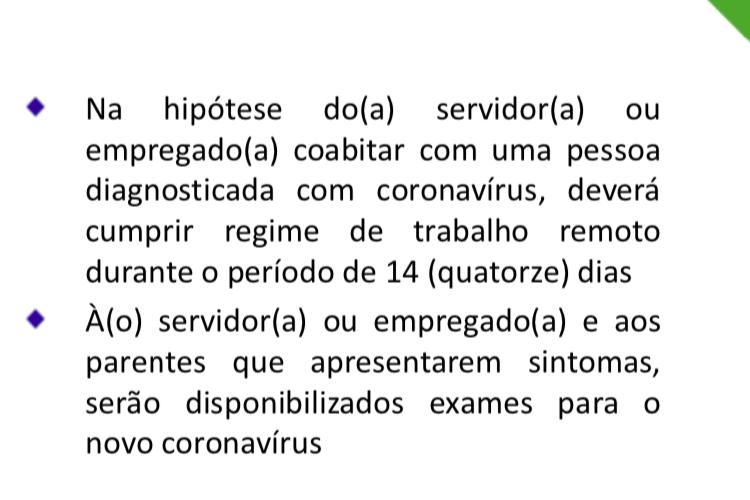 Na hipótese do(a) servidor(a) ou
empregado(a) coabitar com uma pessoa
diagnosticada com coronavírus, deverá
cumprir regime de trabalho remoto
durante o período de 14 (quatorze) dias
À(o) servidor(a) ou empregado(a) e aos
parentes que apresentarem sintomas,
serão disponibilizados exames para o
novo coronavírus